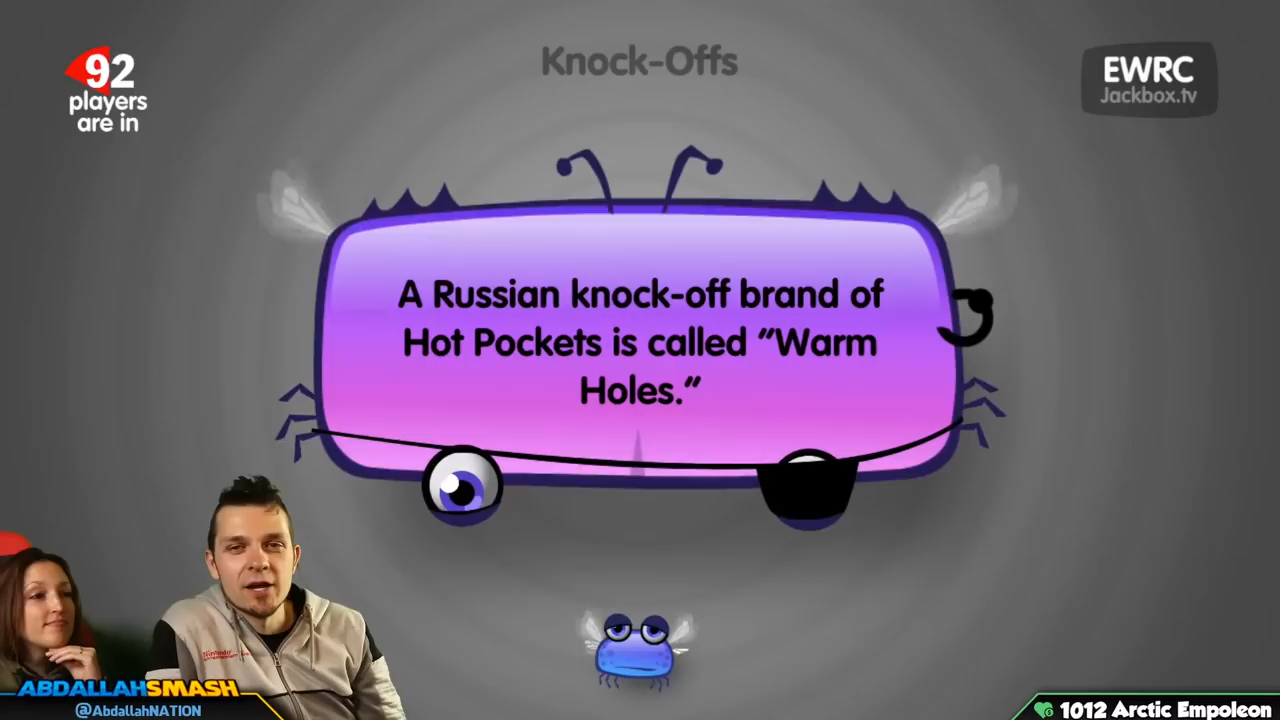 92
players
are in
Knock-Offs
EWRC
Jackbox.tv
A Russian knock-off brand of
Hot Pockets is called “Warm
Holes.”
Nintendo
ABDALLAHSMASH
@AbdallahNATION
1012 Arctic Empoleon